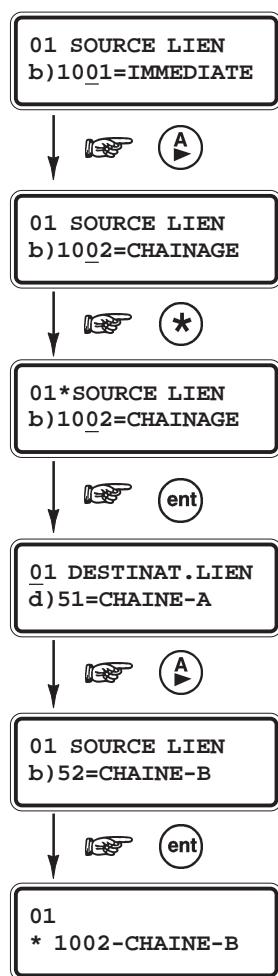 01 SOURCE LIEN
b)1001=IMMEDIATE
A
01 SOURCE LIEN
b)1002=CHAINAGE
*
01*SOURCE LIEN
b)1002=CHAINAGE
ent
01 DESTINAT.LIEN
d)51=CHAINE-A
A
01 SOURCE LIEN
b)52=CHAINE-B
ent
01
* 1002-CHAINE-B